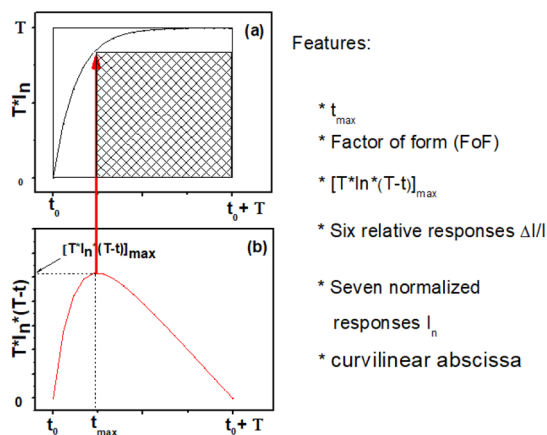 T
(a)
T*In
0
t₀
t₀ + T
[T*Iₙ*(T-t)]max
(b)
T*In*(T-t)
0
t₀
tmax
t₀ + T
Features:
* tmax
* Factor of form (FoF)
* [T*In*(T-t)]max
* Six relative responses ΔI/I
* Seven normalized
responses Iₙ
* curvilinear abscissa